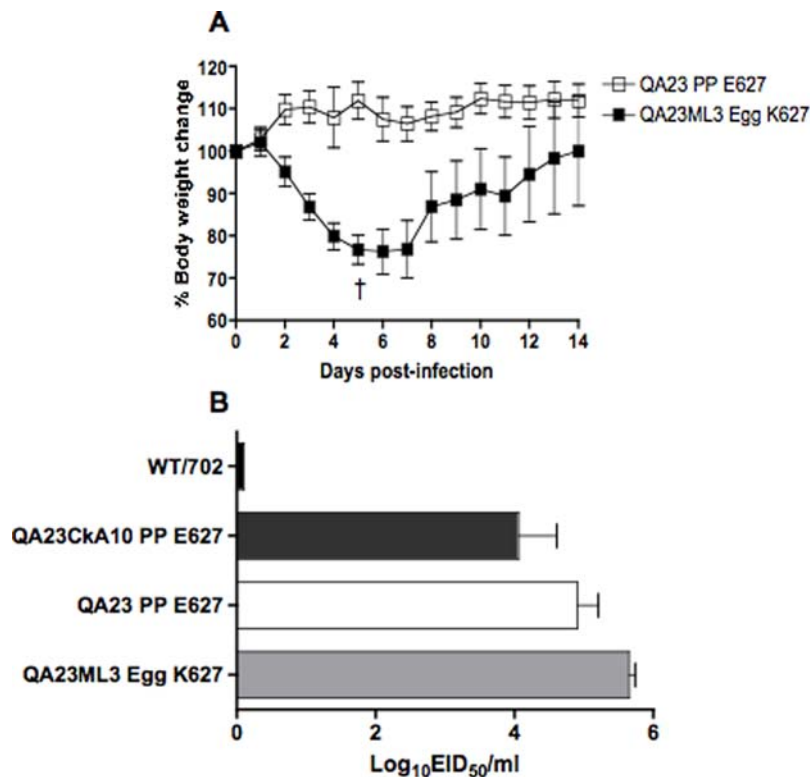 A
120
110
100
90
80
70
60
% Body weight change
†
0 2 4 6 8 10 12 14
Days post-infection
QA23 PP E627
QA23ML3 Egg K627
B
WT/702
QA23CkA10 PP E627
QA23 PP E627
QA23ML3 Egg K627
0 2 4 6
Log10EID50/ml